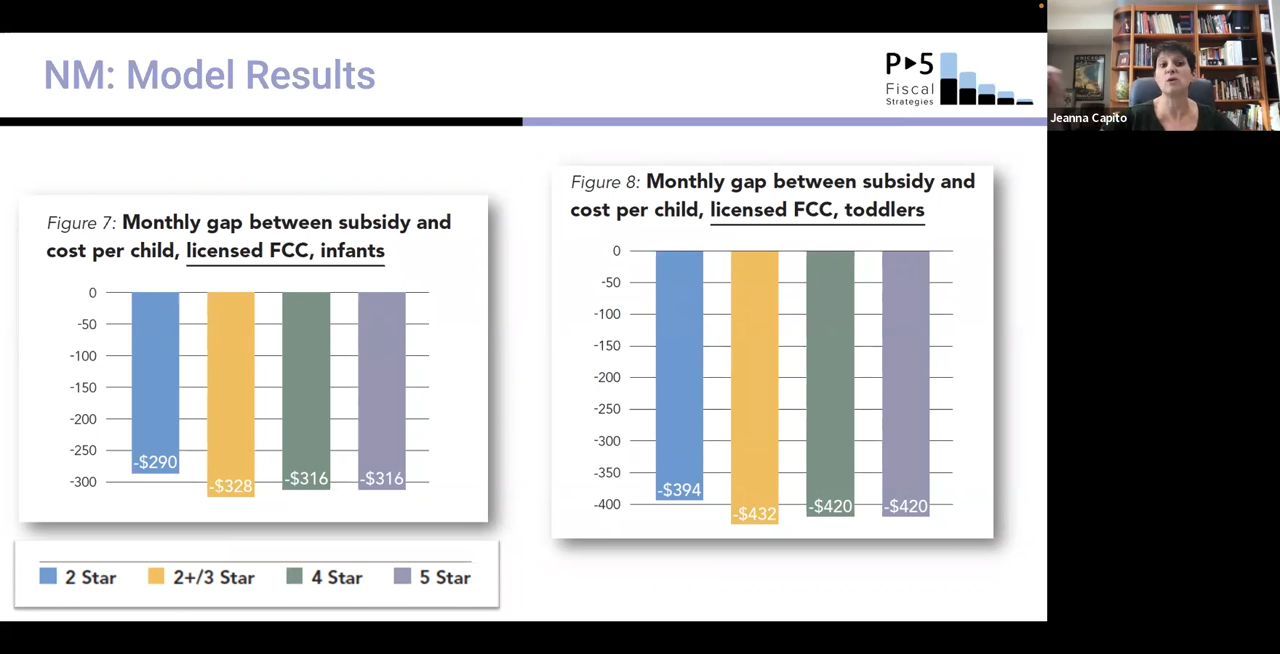 NM: Model Results
P▶5
Fiscal
Strategies
Jeanna Capito
Figure 7: Monthly gap between subsidy and
cost per child, licensed FCC, infants
0
-50
-100
-150
-200
-250
-300
-$290
-$328
-$316
-$316
2 Star
2+/3 Star
4 Star
5 Star
Figure 8: Monthly gap between subsidy and
cost per child, licensed FCC, toddlers
0
-50
-100
-150
-200
-250
-300
-350
-400
-$394
-$432
-$420
-$420